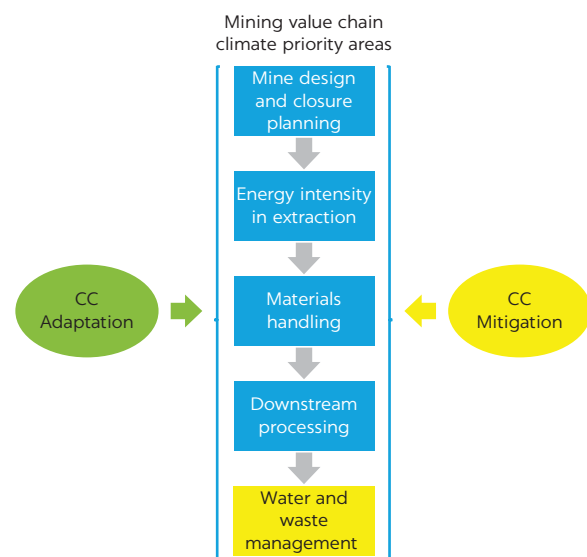 Mining value chain
climate priority areas
Mine design
and closure
planning
Energy intensity
in extraction
CC
Adaptation
Materials
handling
CC
Mitigation
Downstream
processing
Water and
waste
management